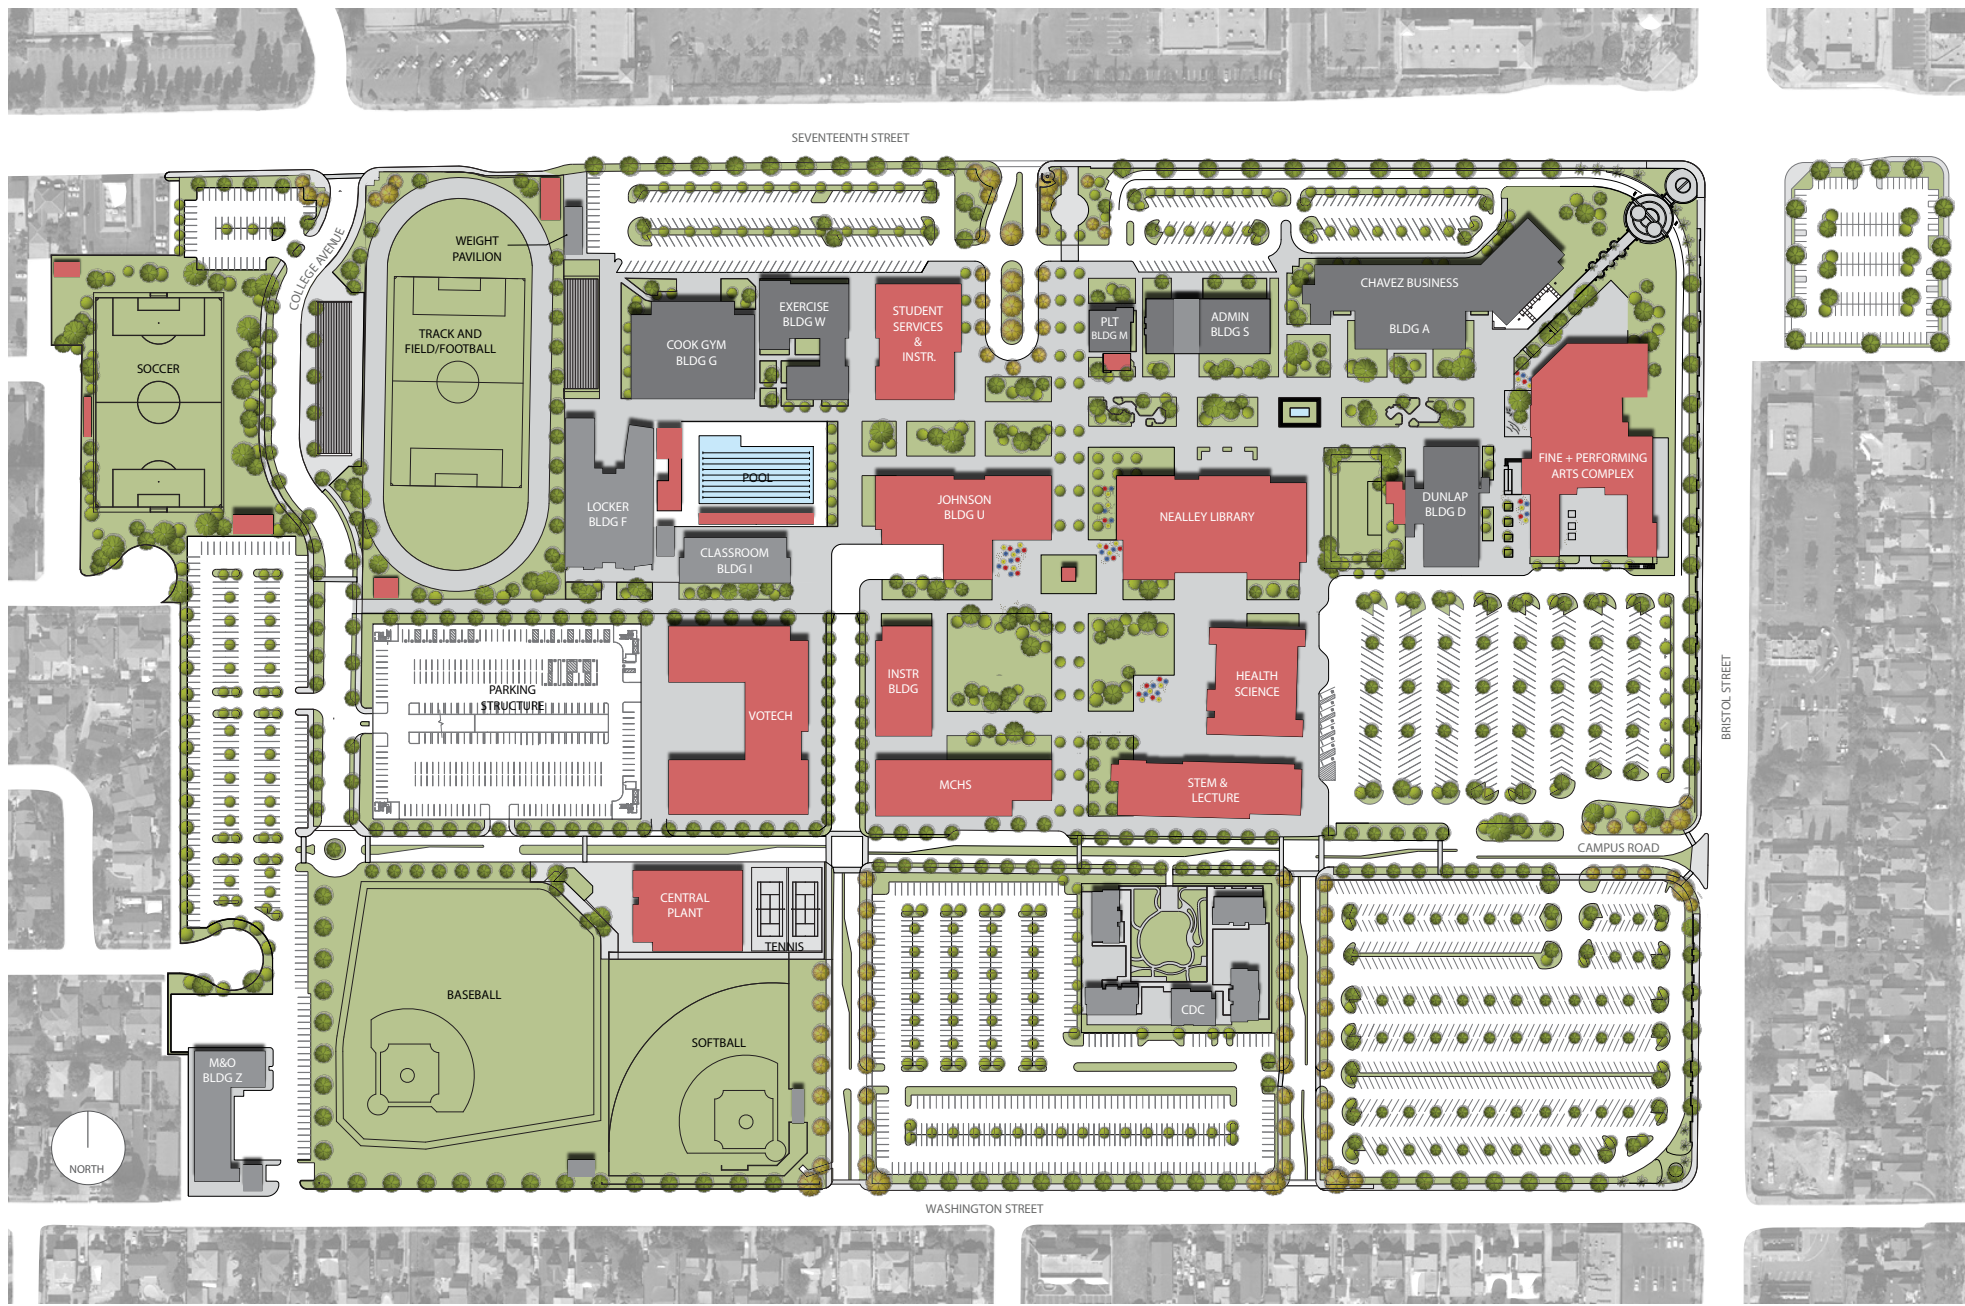 SEVENTEENTH STREET
COLLEGE AVENUE
WEIGHT
PAVILION
TRACK AND
FIELD/FOOTBALL
SOCCER
COOK GYM
BLDG G
EXERCISE
BLDG W
STUDENT
SERVICES
&
INSTR.
PLT
BLDG M
ADMIN
BLDG S
CHAVEZ BUSINESS
BLDG A
LOCKER
BLDG F
POOL
CLASSROOM
BLDG I
JOHNSON
BLDG U
NEALLEY LIBRARY
DUNLAP
BLDG D
FINE + PERFORMING
ARTS COMPLEX
PARKING
STRUCTURE
VOTECH
INSTR
BLDG
HEALTH
SCIENCE
BRISTOL STREET
MCHS
STEM &
LECTURE
CAMPUS ROAD
CENTRAL
PLANT
TENNIS
BASEBALL
SOFTBALL
CDC
M&O
BLDG Z
NORTH
WASHINGTON STREET